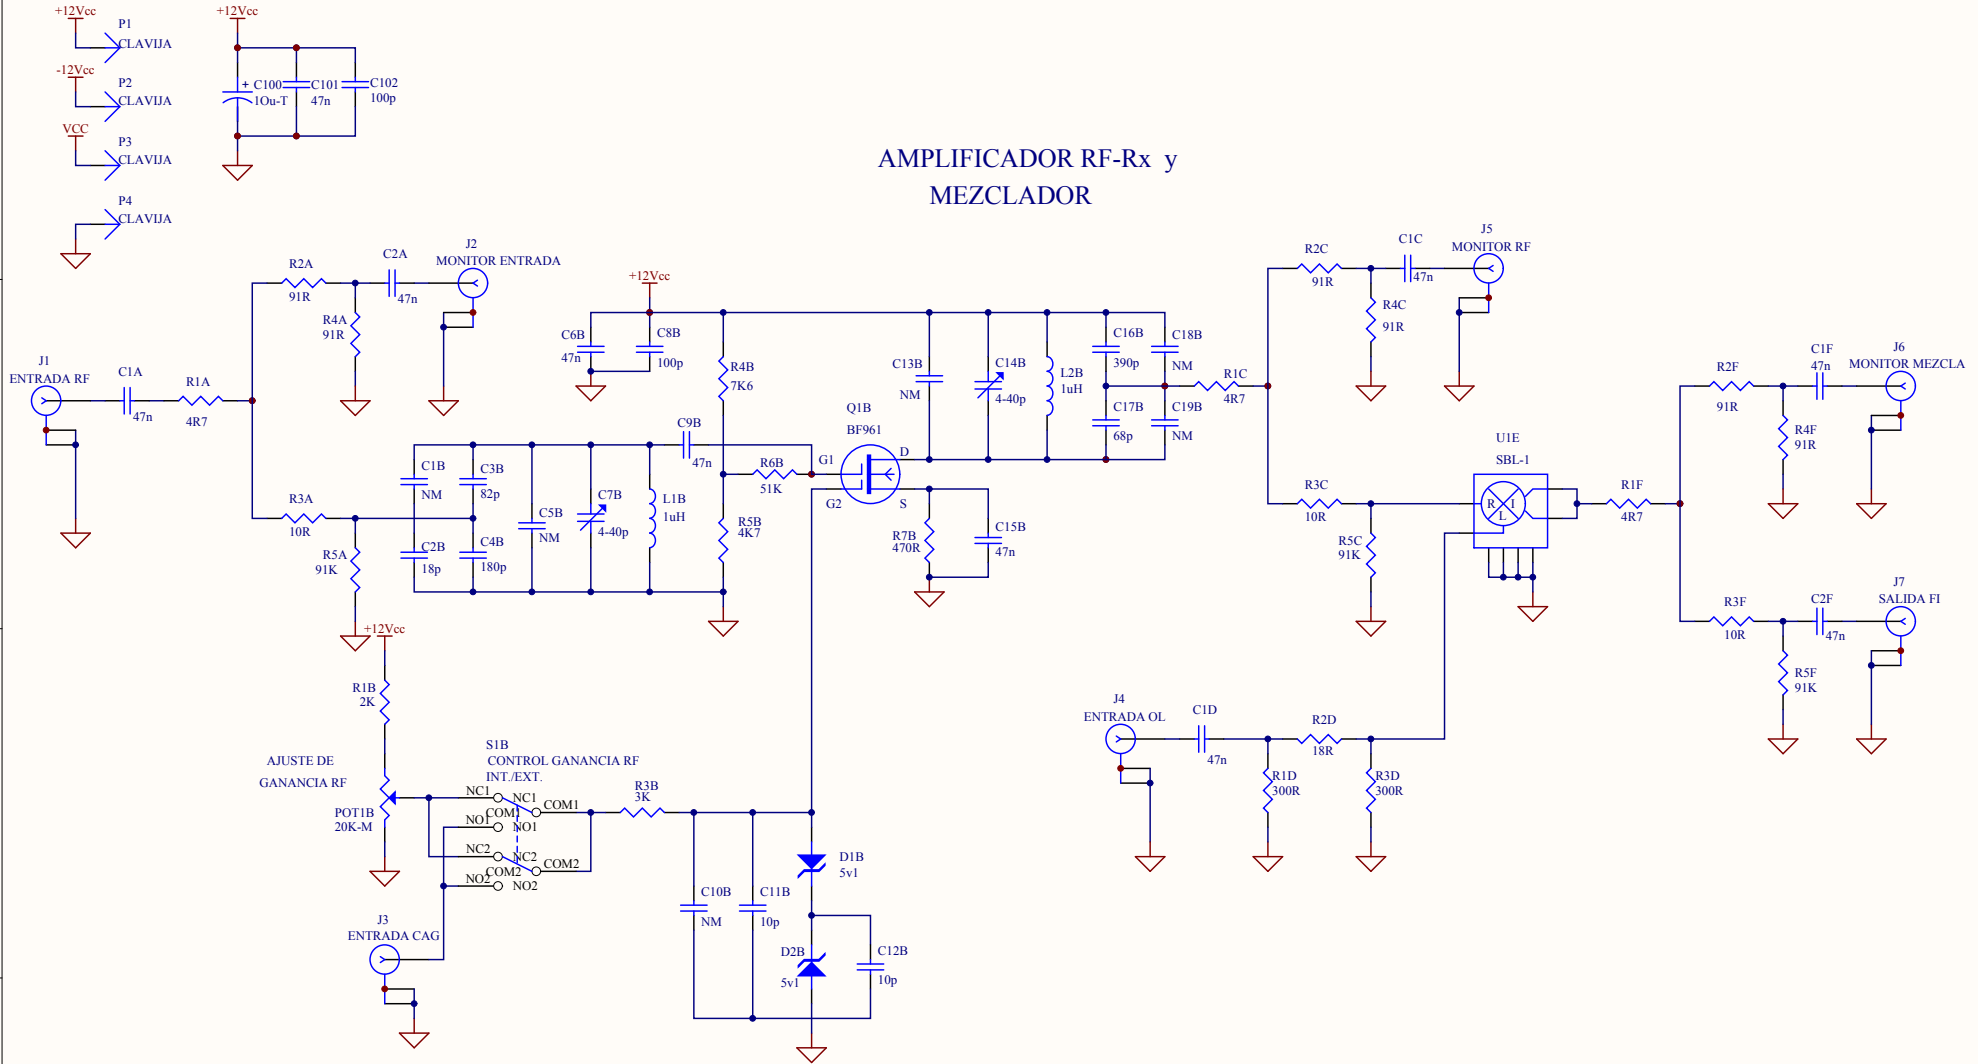 +12Vcc
P1
CLAVIJA
-12Vcc
P2
CLAVIJA
VCC
P3
CLAVIJA
P4
CLAVIJA
+12Vcc
+
C100
1Ou-T
C101
47n
C102
100p
AMPLIFICADOR RF-Rx y
MEZCLADOR
J1
ENTRADA RF
C1A
47n
R1A
4R7
R2A
91R
R4A
91R
C2A
47n
J2
MONITOR ENTRADA
R3A
10R
R5A
91K
C1B
NM
C2B
18p
C3B
82p
C4B
180p
C5B
NM
C7B
4-40p
L1B
1uH
C9B
47n
+12Vcc
C6B
47n
C8B
100p
R4B
7K6
R6B
51K
R5B
4K7
Q1B
BF961
G1
G2
D
S
R7B
470R
C15B
47n
C13B
NM
C14B
4-40p
L2B
1uH
C16B
390p
C18B
NM
C17B
68p
C19B
NM
R1C
4R7
R2C
91R
R4C
91R
C1C
47n
J5
MONITOR RF
R3C
10R
R5C
91K
U1E
SBL-1
R
I
L
R1F
4R7
R2F
91R
R4F
91R
C1F
47n
J6
MONITOR MEZCLA
R3F
10R
R5F
91K
C2F
47n
J7
SALIDA FI
J4
ENTRADA OL
C1D
47n
R2D
18R
R1D
300R
R3D
300R
+12Vcc
R1B
2K
AJUSTE DE
GANANCIA RF
POT1B
20K-M
S1B
CONTROL GANANCIA RF
INT./EXT.
NC1
NC1
COM1
COM1
NO1
NO1
NC2
NC2
COM2
COM2
NO2
NO2
R3B
3K
J3
ENTRADA CAG
C10B
NM
C11B
10p
D1B
5v1
D2B
5v1
C12B
10p